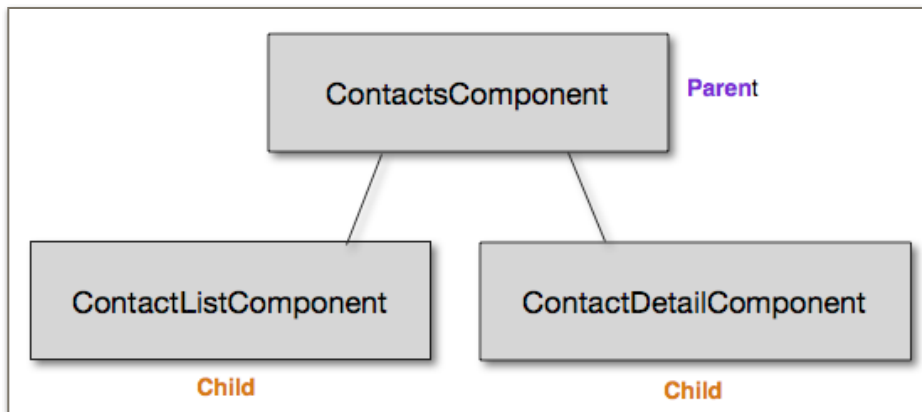 ContactsComponent
Parent
ContactListComponent
ContactDetailComponent
Child
Child